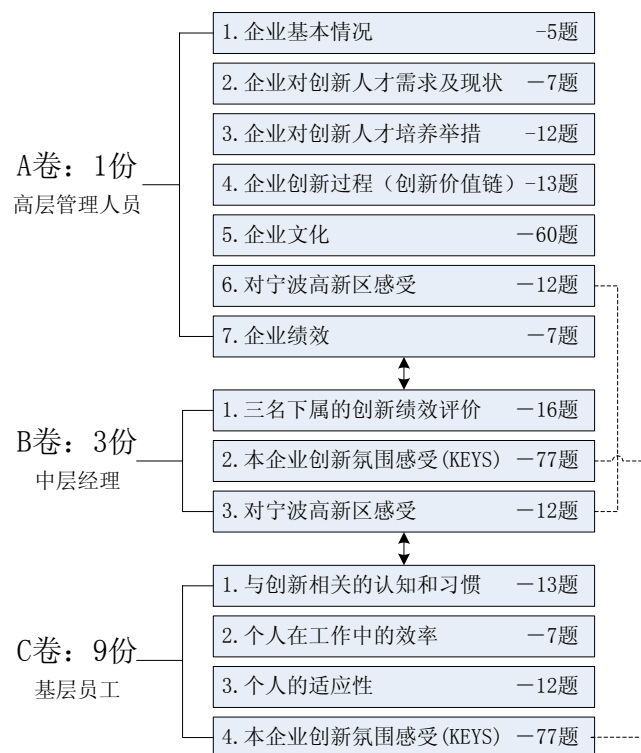 1.企业基本情况 -5题
2.企业对创新人才需求及现状 －7题
3.企业对创新人才培养举措 -12题
A卷：1份
高层管理人员
4.企业创新过程（创新价值链）-13题
5.企业文化 －60题
6.对宁波高新区感受 －12题
7.企业绩效 －7题
1.三名下属的创新绩效评价 －16题
B卷：3份
中层经理
2.本企业创新氛围感受(KEYS) －77题
3.对宁波高新区感受 －12题
1.与创新相关的认知和习惯 －13题
2.个人在工作中的效率 －7题
C卷：9份
基层员工
3.个人的适应性 －12题
4.本企业创新氛围感受(KEYS) －77题